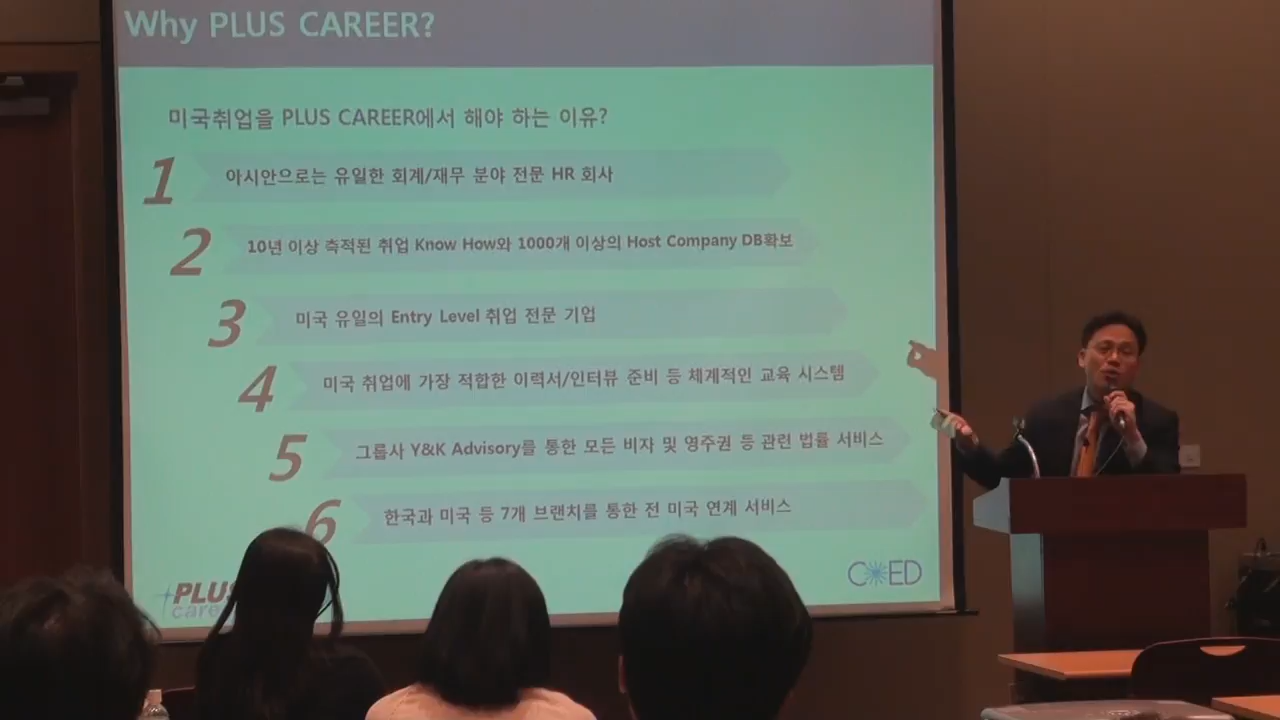 Why PLUS CAREER?
미국취업을 PLUS CAREER에서 해야 하는 이유?
1 아시안으로는 유일한 회계/재무 분야 전문 HR 회사
2 10년 이상 축적된 취업 Know How와 1000개 이상의 Host Company DB확보
3 미국 유일의 Entry Level 취업 전문 기업
4 미국 취업에 가장 적합한 이력서/인터뷰 준비 등 체계적인 교육 시스템
5 그룹사 Y&K Advisory를 통한 모든 비자 및 영주권 등 관련 법률 서비스
6 한국과 미국 등 7개 브랜치를 통한 전 미국 연계 서비스
PLUS
COED